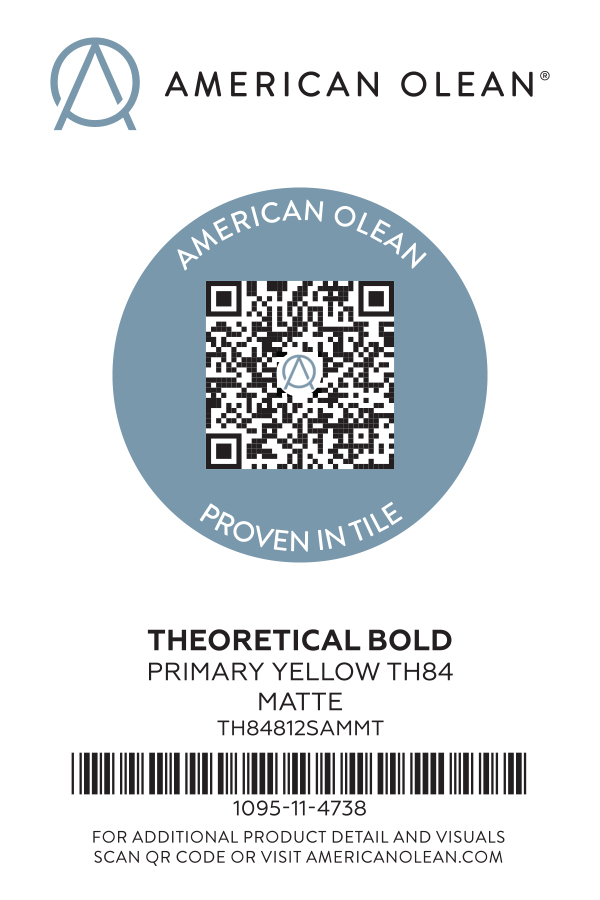 AMERICAN OLEAN®
AMERICAN OLEAN
PROVEN IN TILE
THEORETICAL BOLD
PRIMARY YELLOW TH84
MATTE
TH84812SAMMT
1095-11-4738
FOR ADDITIONAL PRODUCT DETAIL AND VISUALS
SCAN QR CODE OR VISIT AMERICANOLEAN.COM